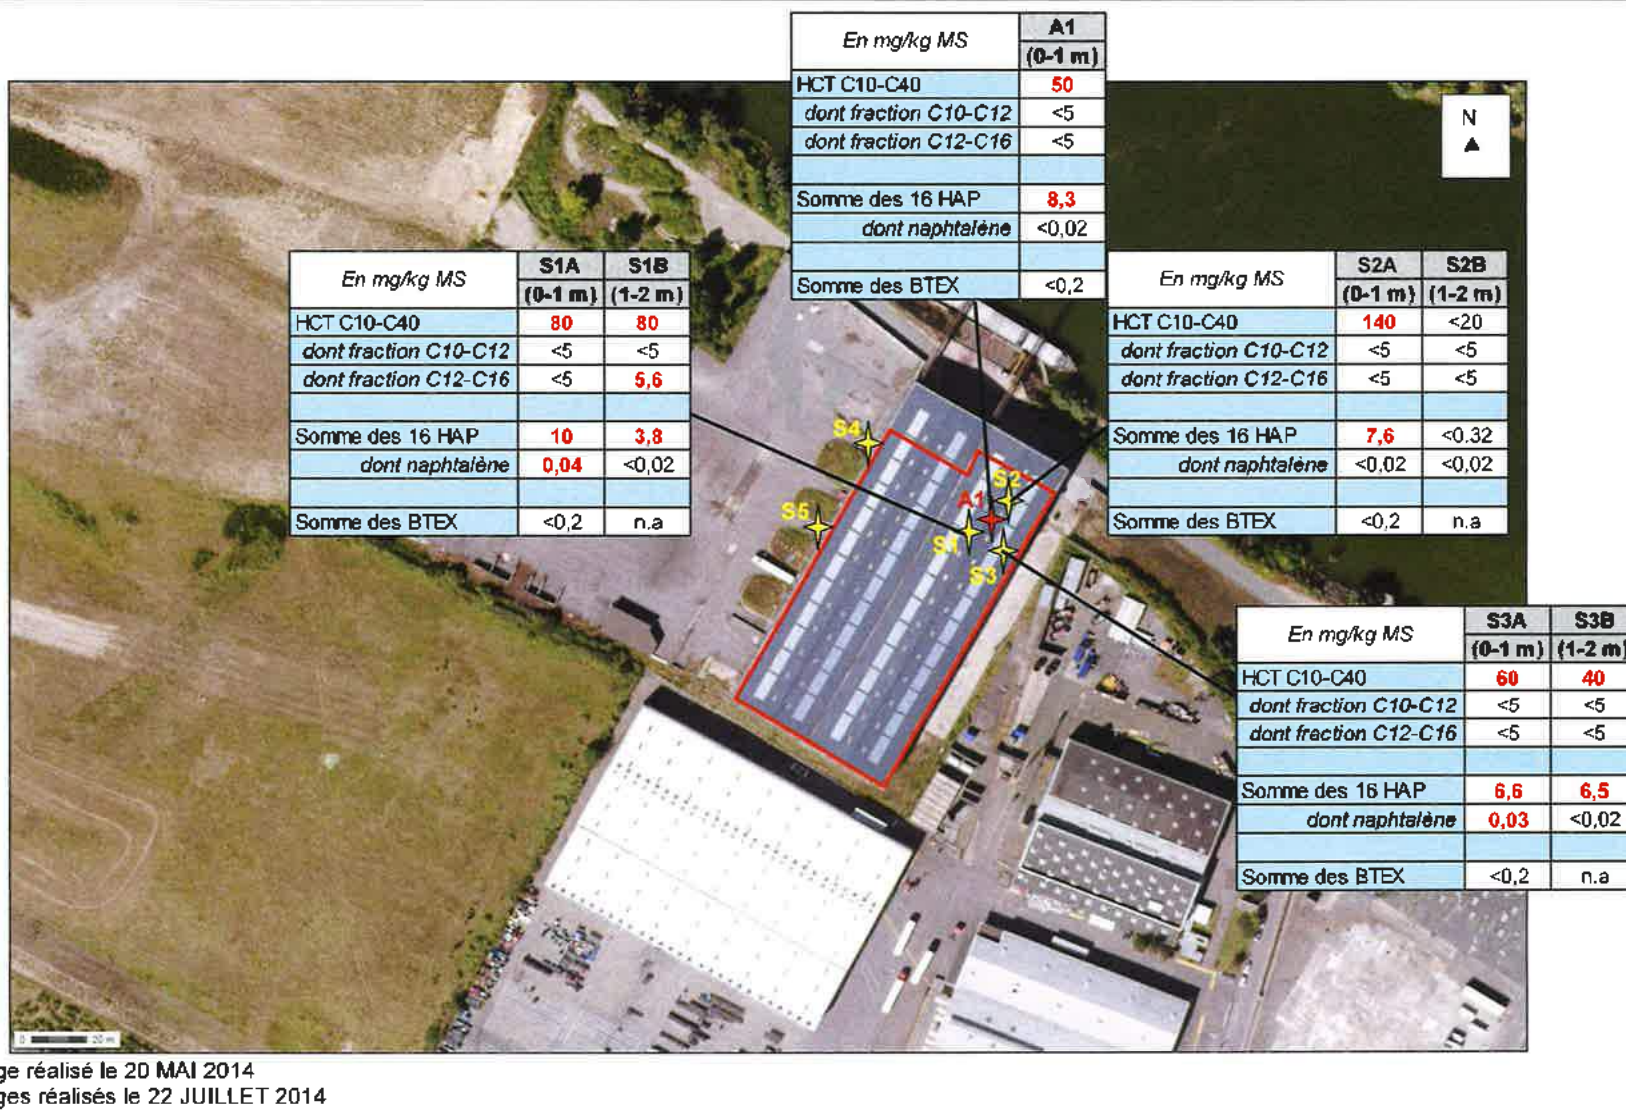 En mg/kg MS A1
(0-1 m)
HCT C10-C40 50
dont fraction C10-C12 <5
dont fraction C12-C16 <5
Somme des 16 HAP 8,3
dont naphtalène <0,02
Somme des BTEX <0,2
N
En mg/kg MS S1A S1B
(0-1 m) (1-2 m)
HCT C10-C40 80 80
dont fraction C10-C12 <5 <5
dont fraction C12-C16 <5 5,6
Somme des 16 HAP 10 3,8
dont naphtalène 0,04 <0,02
Somme des BTEX <0,2 n.a
En mg/kg MS S2A S2B
(0-1 m) (1-2 m)
HCT C10-C40 140 <20
dont fraction C10-C12 <5 <5
dont fraction C12-C16 <5 <5
Somme des 16 HAP 7,6 <0.32
dont naphtalène <0,02 <0,02
Somme des BTEX <0,2 n.a
S4
S2
A1
S5
S1
S3
En mg/kg MS S3A S3B
(0-1 m) (1-2 m)
HCT C10-C40 60 40
dont fraction C10-C12 <5 <5
dont fraction C12-C16 <5 <5
Somme des 16 HAP 6,6 6,5
dont naphtalène 0,03 <0,02
Somme des BTEX <0,2 n.a
0 20 m
ge réalisé le 20 MAI 2014
ges réalisés le 22 JUILLET 2014